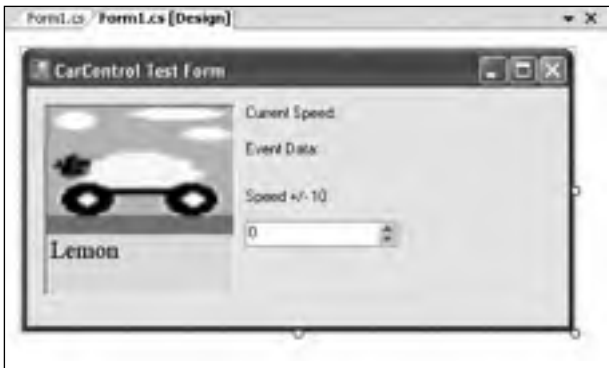 Form1.cs Form1.cs [Design]
CarControl Test Form
Current Speed:
Event Data:
Speed +/- 10
0
Lemon